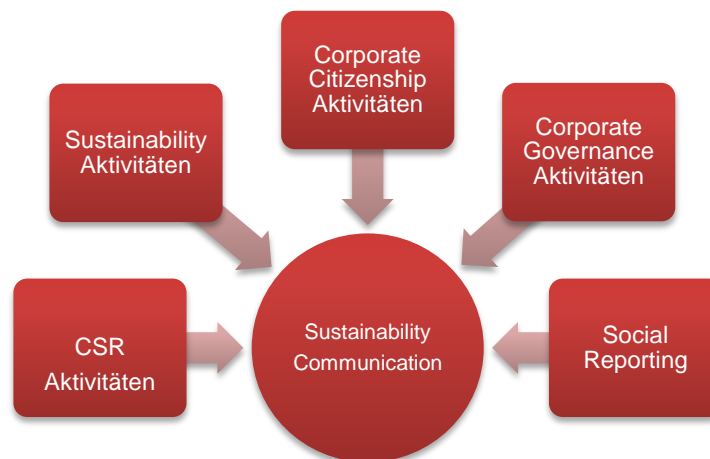 Corporate
Citizenship
Aktivitäten
Sustainability
Aktivitäten
Corporate
Governance
Aktivitäten
CSR
Aktivitäten
Sustainability
Communication
Social
Reporting